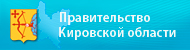 Правительство
Кировской области